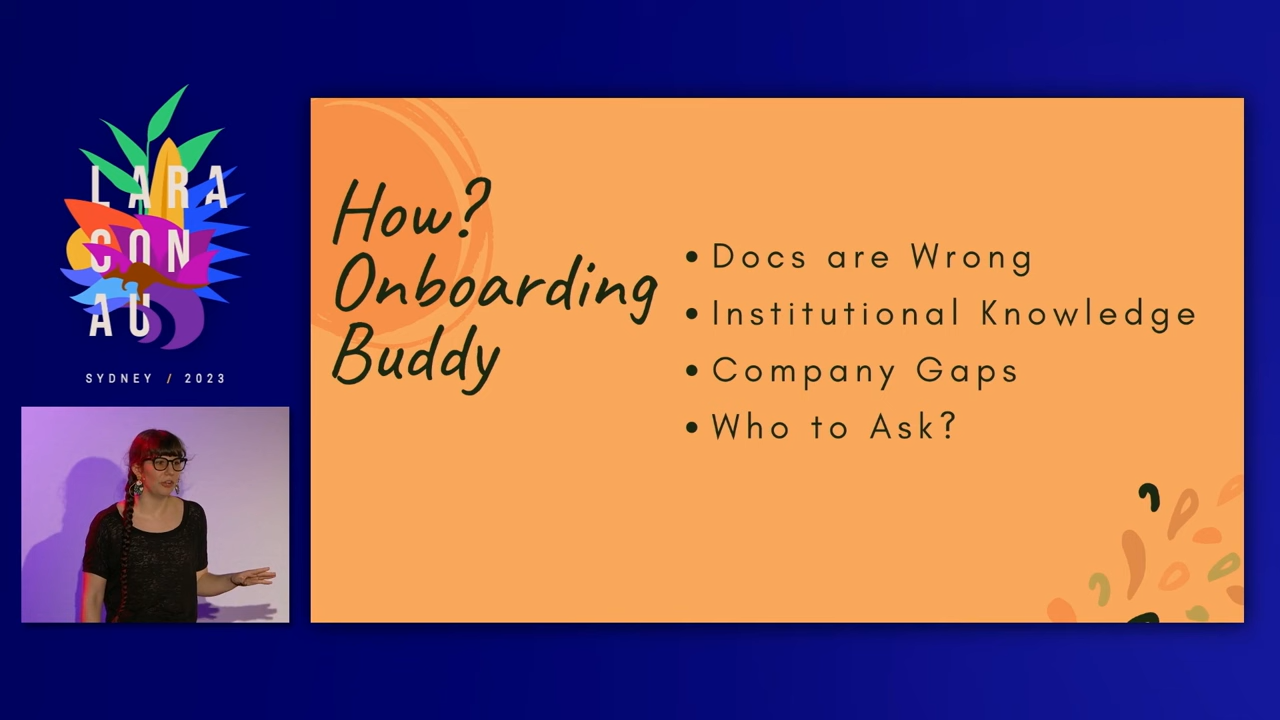 LARA
CON
AU
SYDNEY / 2023
How?
Onboarding
Buddy
• Docs are Wrong
• Institutional Knowledge
• Company Gaps
• Who to Ask?